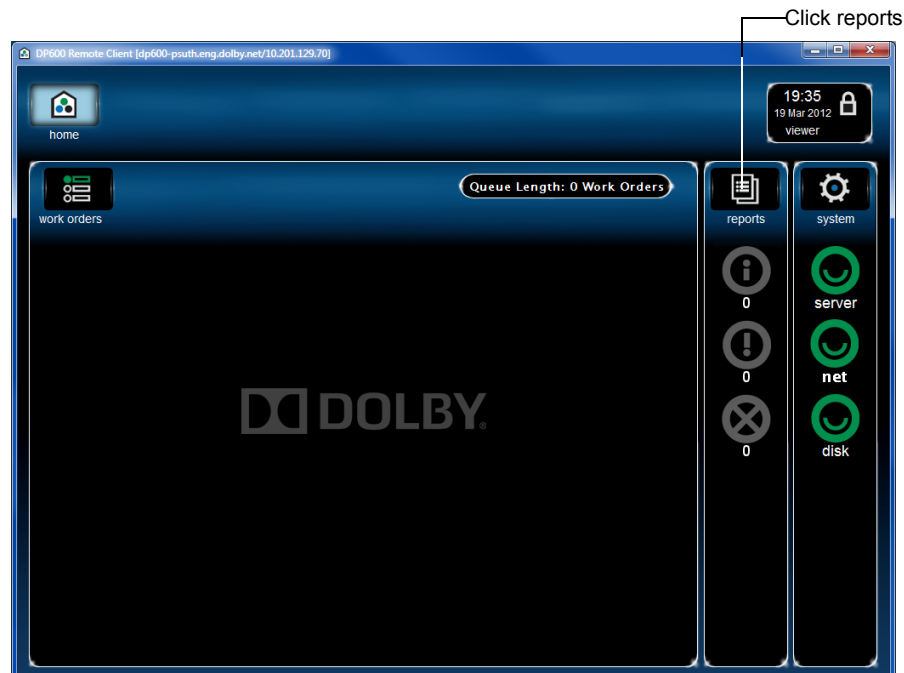 Click reports
DP600 Remote Client [dp600-psuth.eng.dolby.net/10.201.129.70]
home
19:35
19 Mar 2012
viewer
work orders
Queue Length: 0 Work Orders
reports
system
0
server
0
net
0
disk
DOLBY®